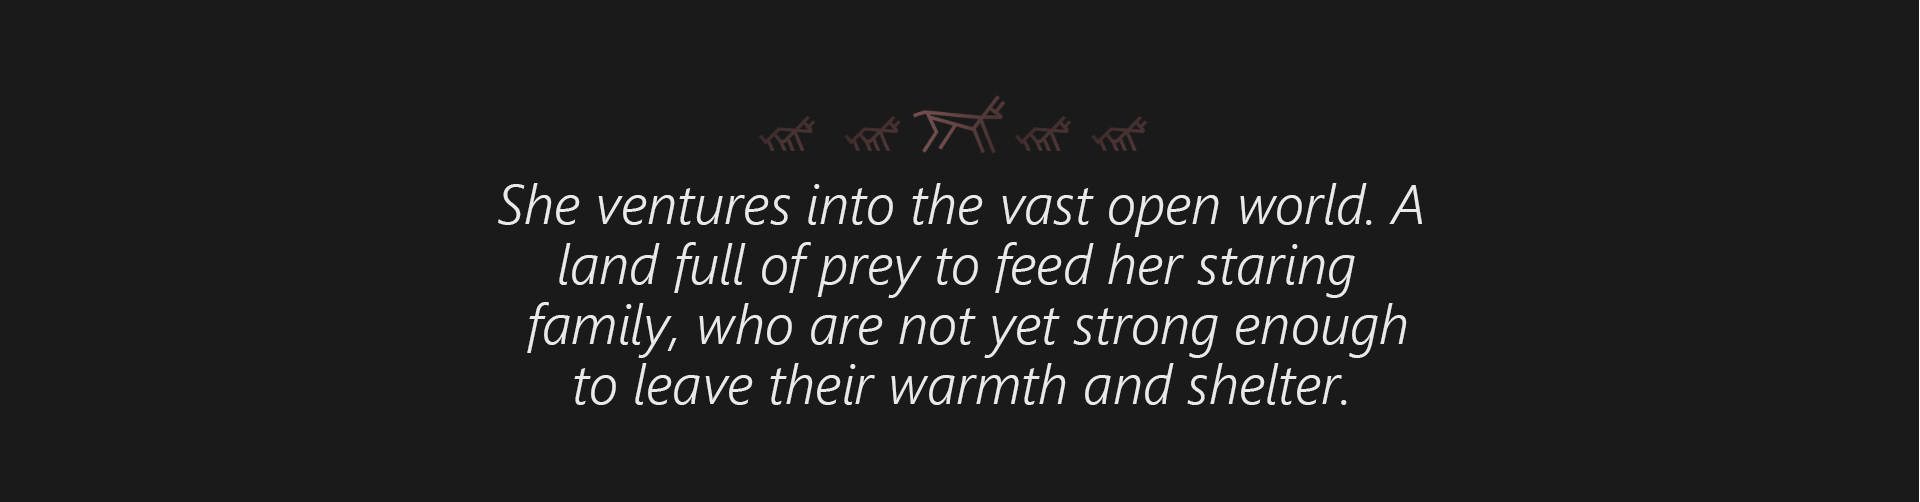 She ventures into the vast open world. A
land full of prey to feed her staring
family, who are not yet strong enough
to leave their warmth and shelter.